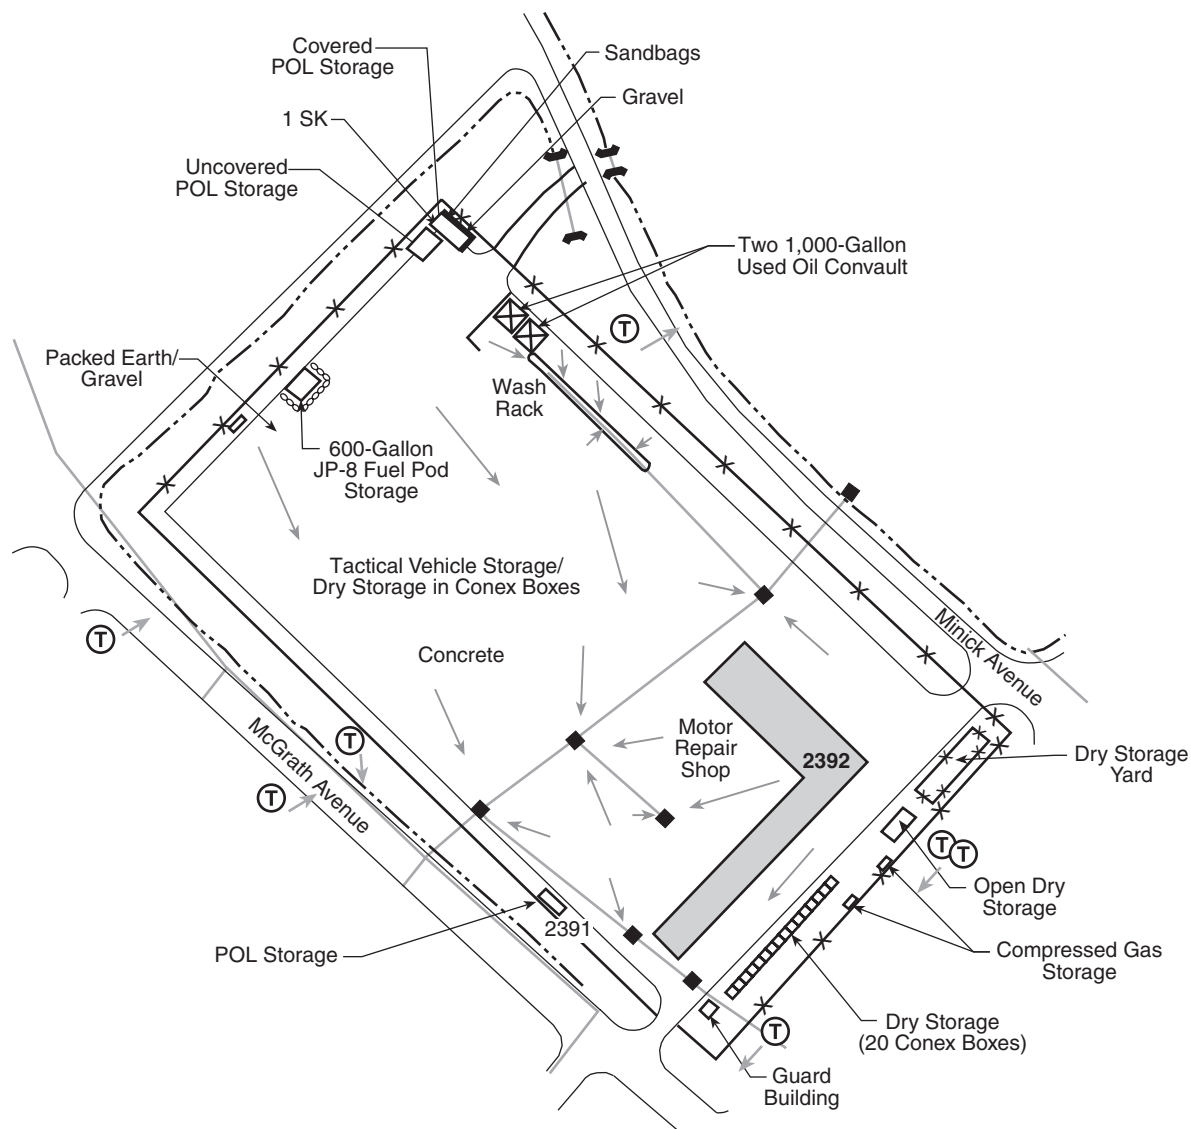 Covered
POL Storage
Sandbags
Gravel
1 SK
Uncovered
POL Storage
Two 1,000-Gallon
Used Oil Convault
T
Packed Earth/
Gravel
Wash
Rack
600-Gallon
JP-8 Fuel Pod
Storage
Tactical Vehicle Storage/
Dry Storage in Conex Boxes
T
Minick Avenue
Concrete
Motor
Repair
Shop
2392
T
McGrath Avenue
T
Dry Storage
Yard
T
T
Open Dry
Storage
2391
POL Storage
Compressed Gas
Storage
T
Dry Storage
(20 Conex Boxes)
Guard
Building